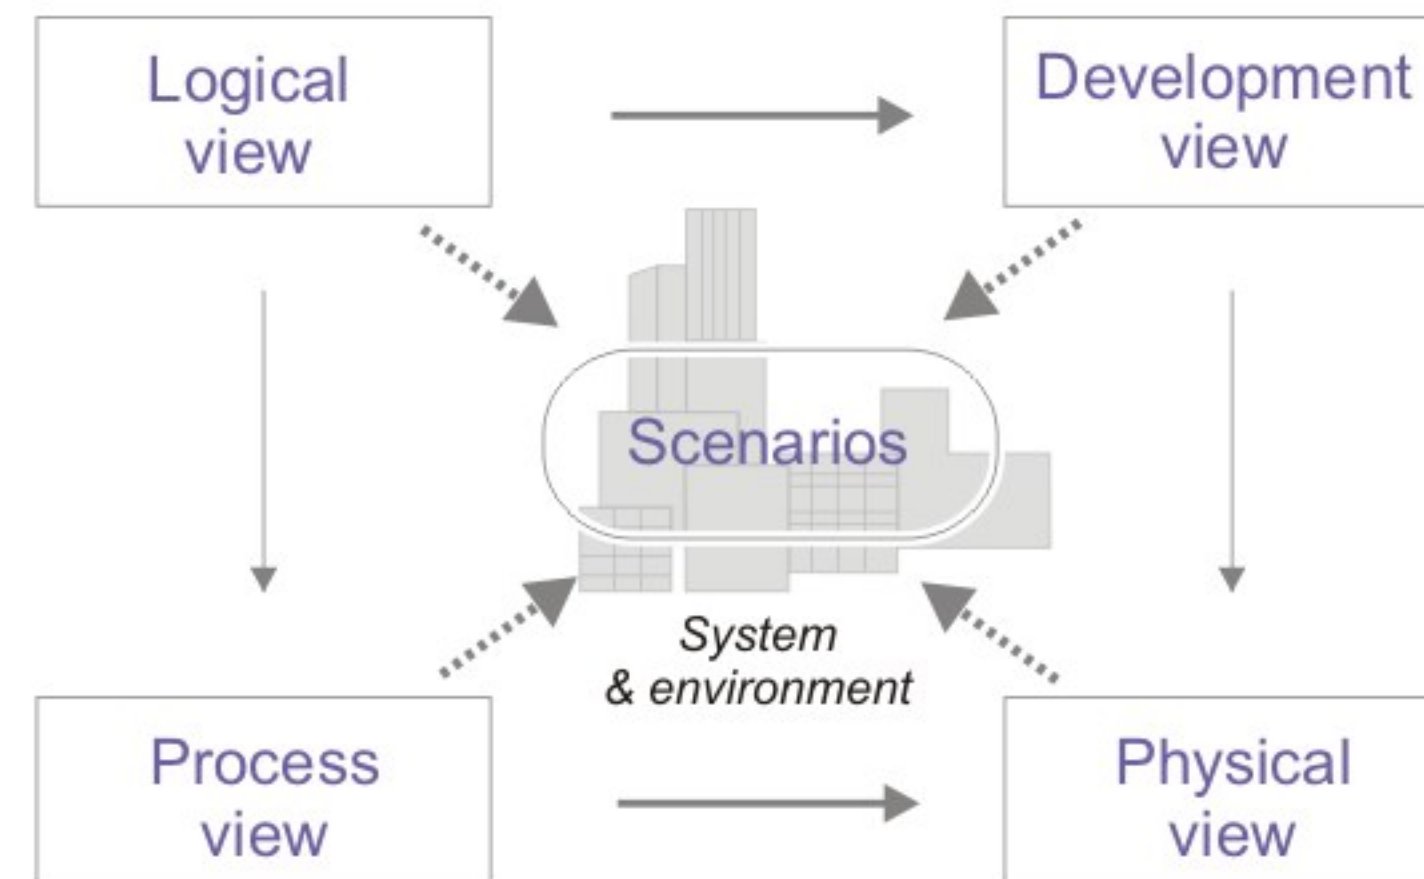 Logical
view
Development
view
Scenarios
System
& environment
Process
view
Physical
view